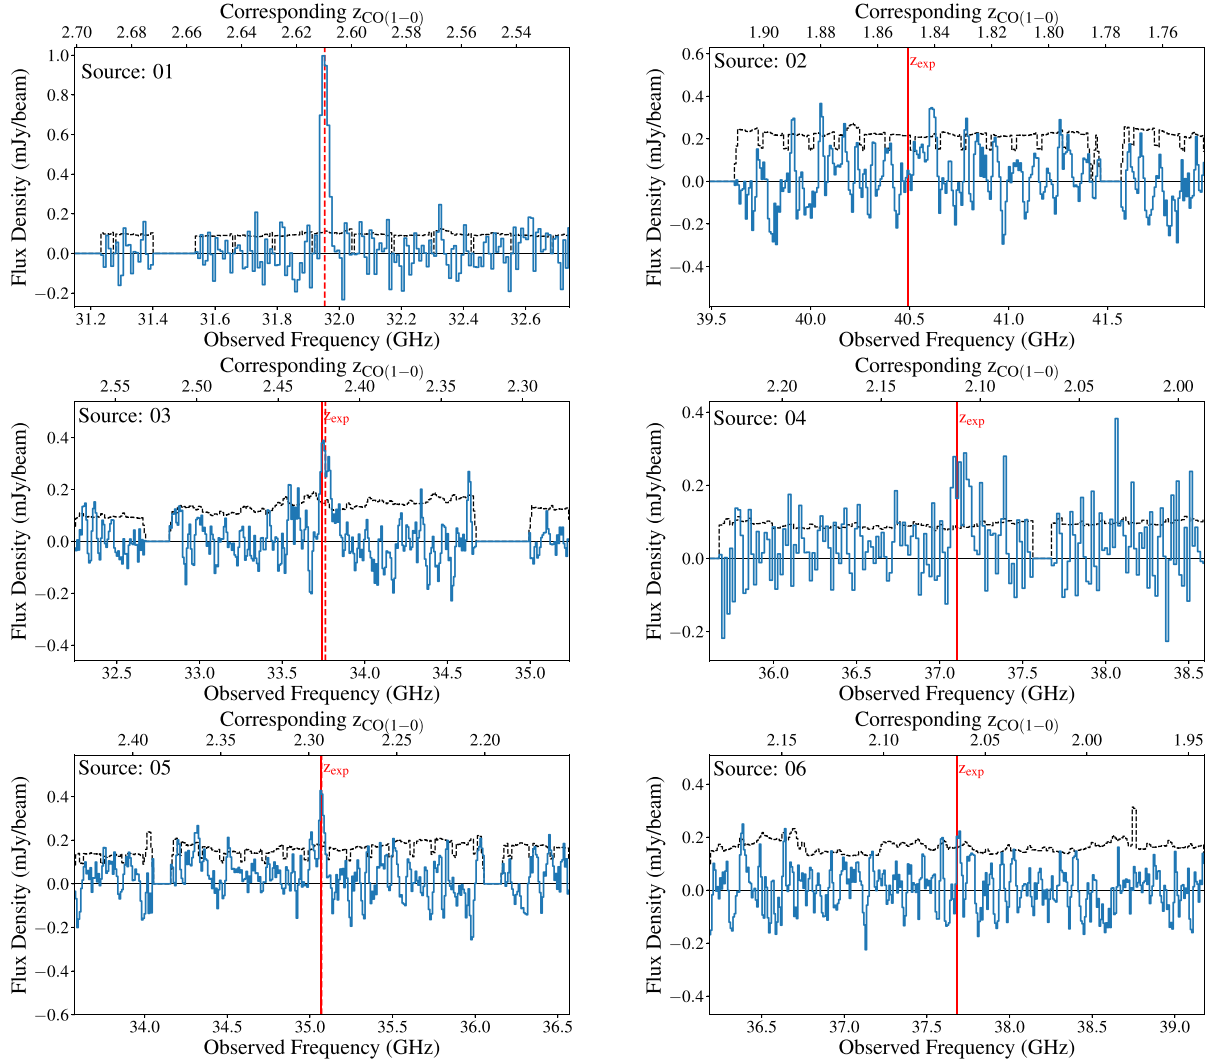 Corresponding z_CO(1−0)
2.70 2.68 2.66 2.64 2.62 2.60 2.58 2.56 2.54
Source: 01
Flux Density (mJy/beam)
1.0
0.8
0.6
0.4
0.2
0.0
−0.2
31.2 31.4 31.6 31.8 32.0 32.2 32.4 32.6
Observed Frequency (GHz)
Corresponding z_CO(1−0)
1.90 1.88 1.86 1.84 1.82 1.80 1.78 1.76
Source: 02
z_exp
Flux Density (mJy/beam)
0.6
0.4
0.2
0.0
−0.2
−0.4
39.5 40.0 40.5 41.0 41.5
Observed Frequency (GHz)
Corresponding z_CO(1−0)
2.55 2.50 2.45 2.40 2.35 2.30
Source: 03
z_exp
Flux Density (mJy/beam)
0.4
0.2
0.0
−0.2
−0.4
32.5 33.0 33.5 34.0 34.5 35.0
Observed Frequency (GHz)
Corresponding z_CO(1−0)
2.20 2.15 2.10 2.05 2.00
Source: 04
z_exp
Flux Density (mJy/beam)
0.4
0.2
0.0
−0.2
36.0 36.5 37.0 37.5 38.0 38.5
Observed Frequency (GHz)
Corresponding z_CO(1−0)
2.40 2.35 2.30 2.25 2.20
Source: 05
z_exp
Flux Density (mJy/beam)
0.4
0.2
0.0
−0.2
−0.4
−0.6
34.0 34.5 35.0 35.5 36.0 36.5
Observed Frequency (GHz)
Corresponding z_CO(1−0)
2.15 2.10 2.05 2.00 1.95
Source: 06
z_exp
Flux Density (mJy/beam)
0.4
0.2
0.0
−0.2
−0.4
36.5 37.0 37.5 38.0 38.5 39.0
Observed Frequency (GHz)